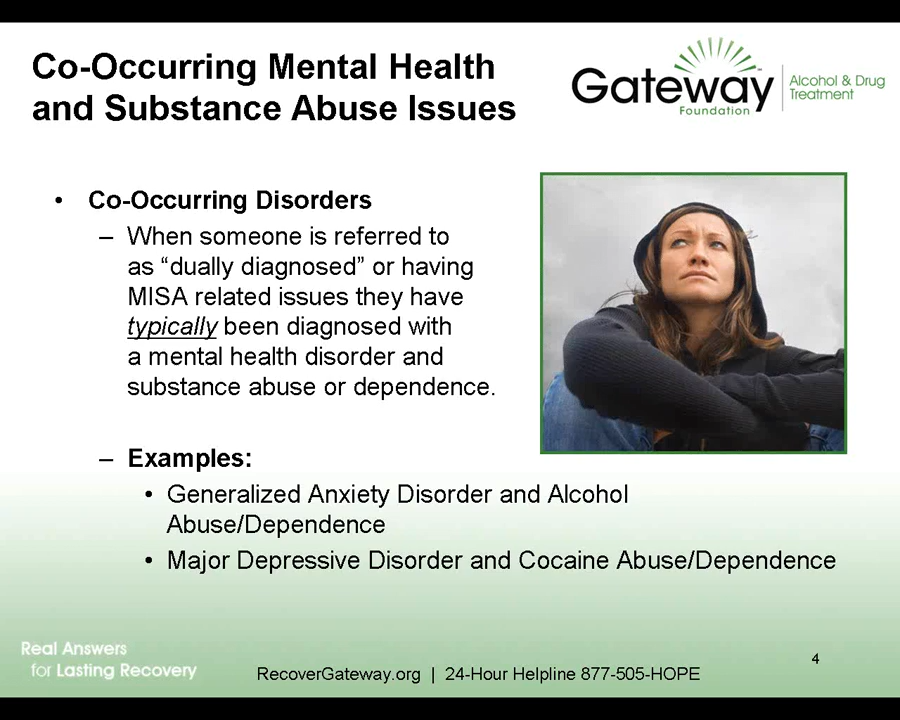 Co-Occurring Mental Health
and Substance Abuse Issues
Gateway
Foundation
Alcohol & Drug
Treatment
• Co-Occurring Disorders
– When someone is referred to
as “dually diagnosed” or having
MISA related issues they have
typically been diagnosed with
a mental health disorder and
substance abuse or dependence.
– Examples:
• Generalized Anxiety Disorder and Alcohol
Abuse/Dependence
• Major Depressive Disorder and Cocaine Abuse/Dependence
Real Answers
for Lasting Recovery
RecoverGateway.org | 24-Hour Helpline 877-505-HOPE
4